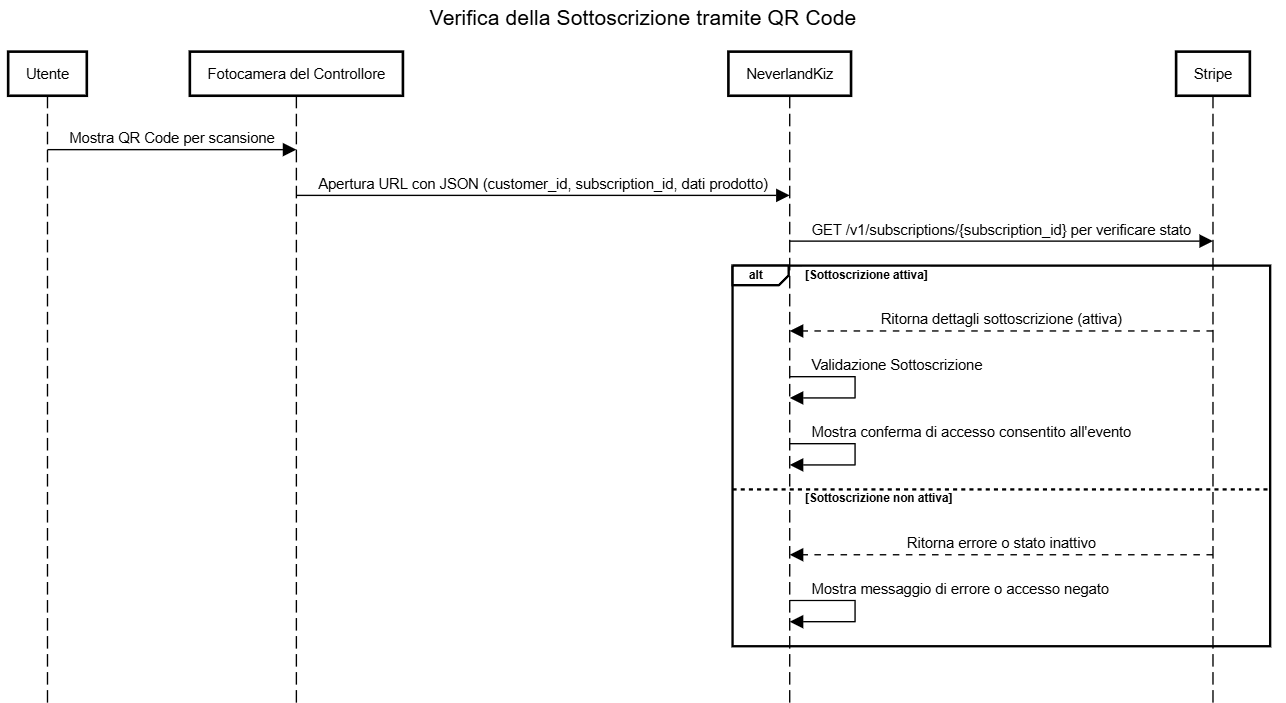 Verifica della Sottoscrizione tramite QR Code
Utente
Fotocamera del Controllore
NeverlandKiz
Stripe
Mostra QR Code per scansione
Apertura URL con JSON (customer_id, subscription_id, dati prodotto)
GET /v1/subscriptions/{subscription_id} per verificare stato
alt
[Sottoscrizione attiva]
Ritorna dettagli sottoscrizione (attiva)
Validazione Sottoscrizione
Mostra conferma di accesso consentito all'evento
[Sottoscrizione non attiva]
Ritorna errore o stato inattivo
Mostra messaggio di errore o accesso negato